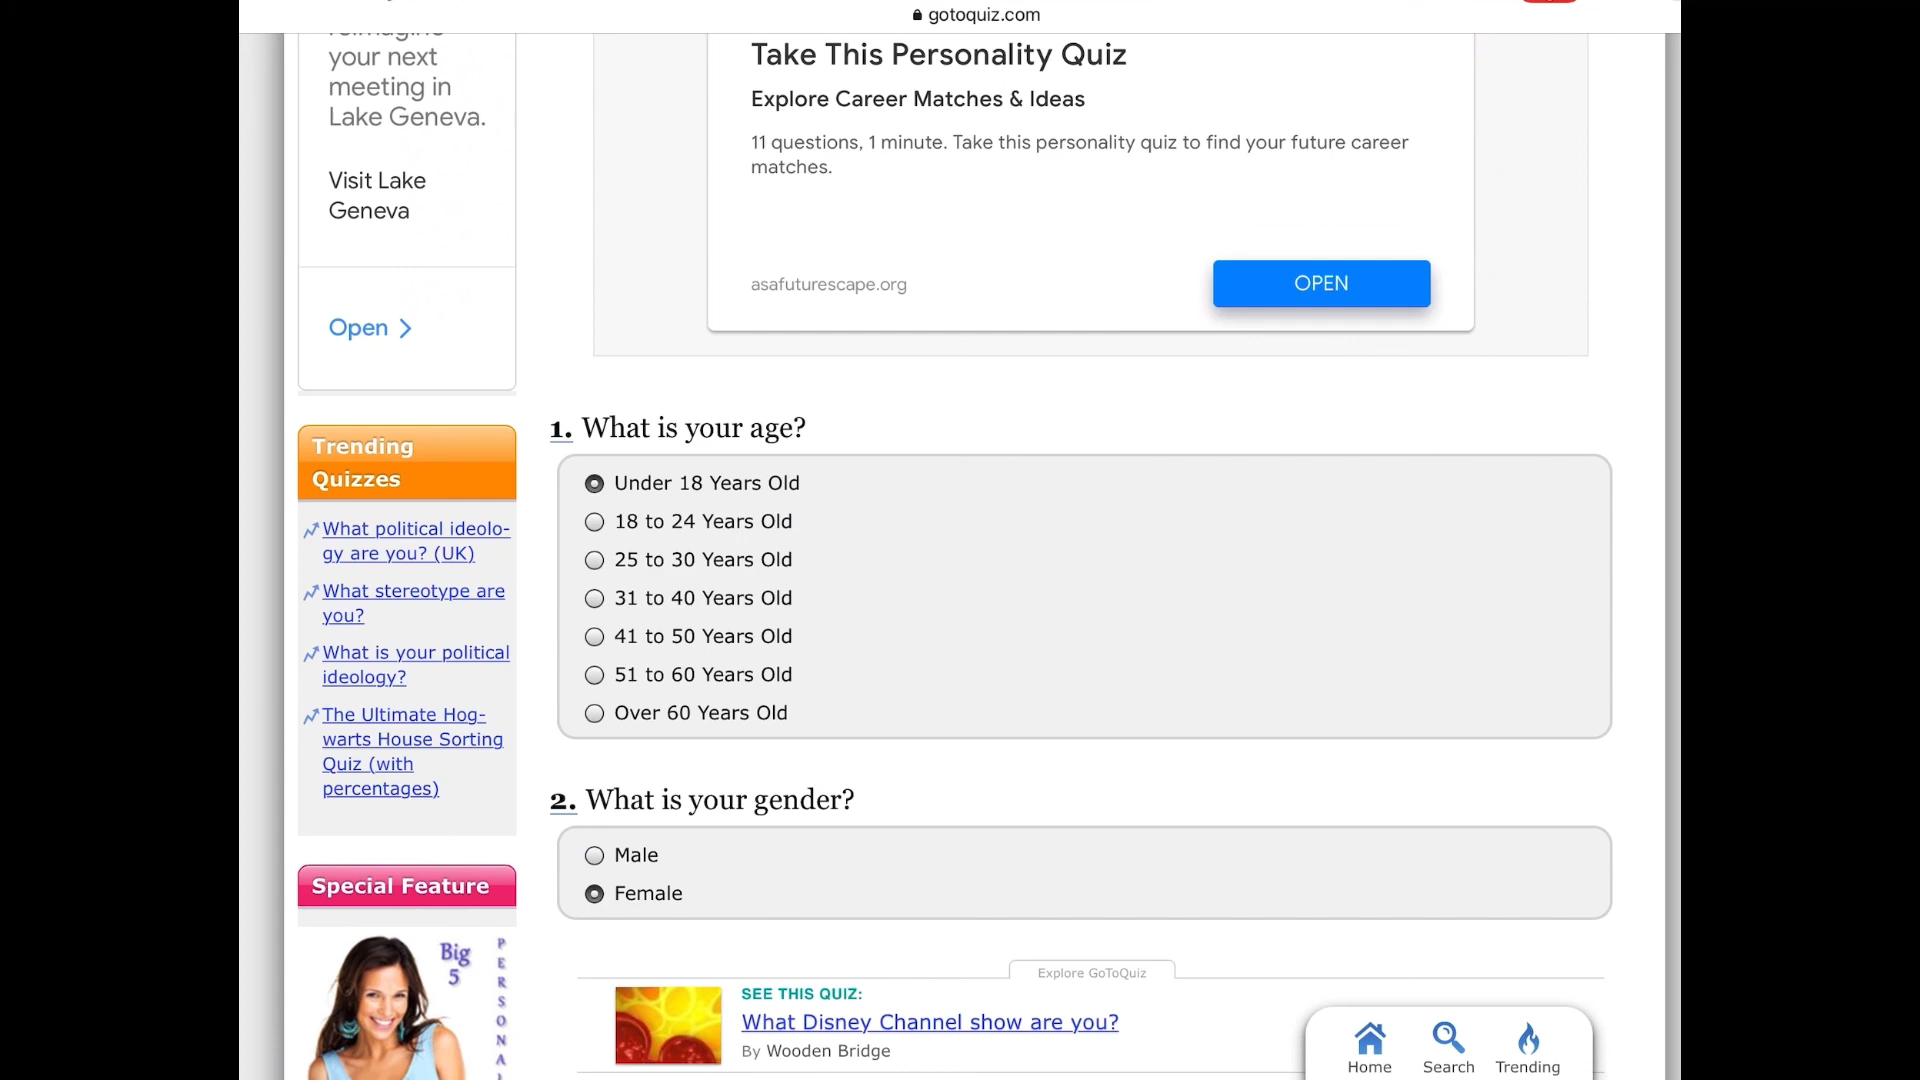 gotoquiz.com
your next
meeting in
Lake Geneva.
Visit Lake
Geneva
Open
Take This Personality Quiz
Explore Career Matches & Ideas
11 questions, 1 minute. Take this personality quiz to find your future career
matches.
asafuturescape.org
OPEN
Trending
Quizzes
What political ideolo-
gy are you? (UK)
What stereotype are
you?
What is your political
ideology?
The Ultimate Hog-
warts House Sorting
Quiz (with
percentages)
Special Feature
Big
5
PERSONA
1. What is your age?
Under 18 Years Old
18 to 24 Years Old
25 to 30 Years Old
31 to 40 Years Old
41 to 50 Years Old
51 to 60 Years Old
Over 60 Years Old
2. What is your gender?
Male
Female
Explore GoToQuiz
SEE THIS QUIZ:
What Disney Channel show are you?
By Wooden Bridge
Home
Search
Trending